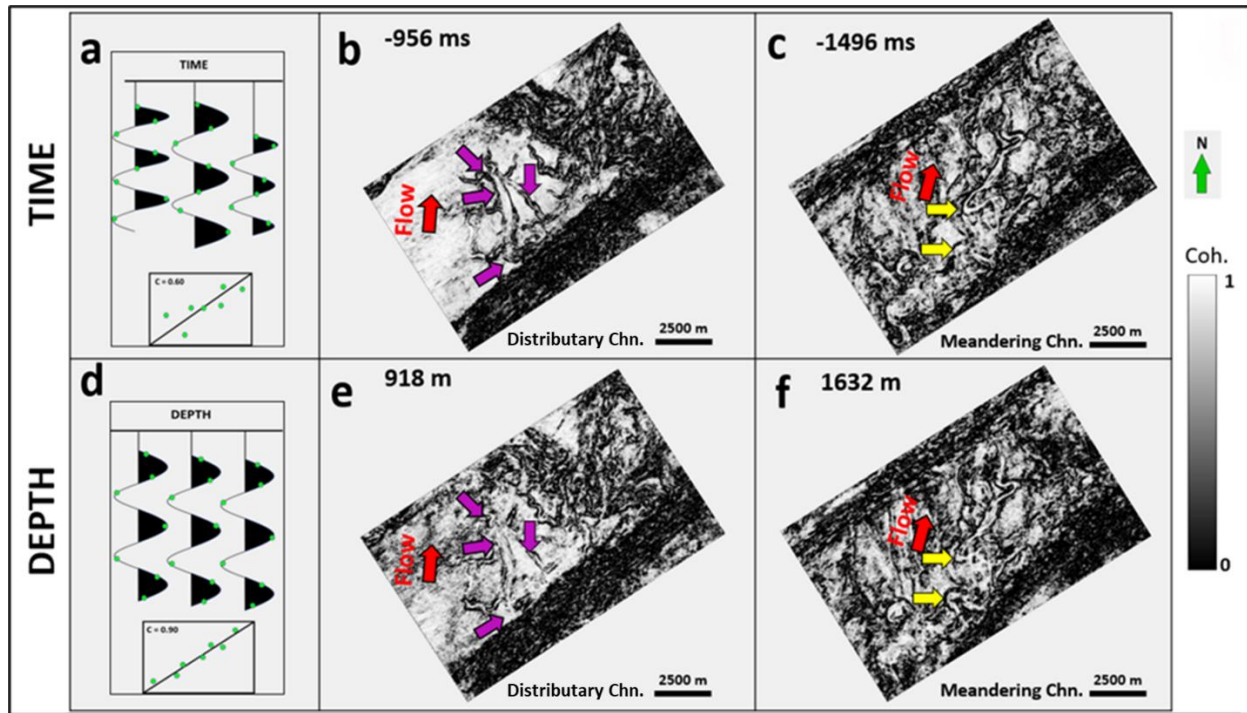 TIME
a
TIME
C = 0.60
b
-956 ms
Flow
Distributary Chn.
2500 m
c
-1496 ms
Flow
Meandering Chn.
2500 m
N
Coh.
1
0
DEPTH
d
DEPTH
C = 0.90
e
918 m
Flow
Distributary Chn.
2500 m
f
1632 m
Flow
Meandering Chn.
2500 m